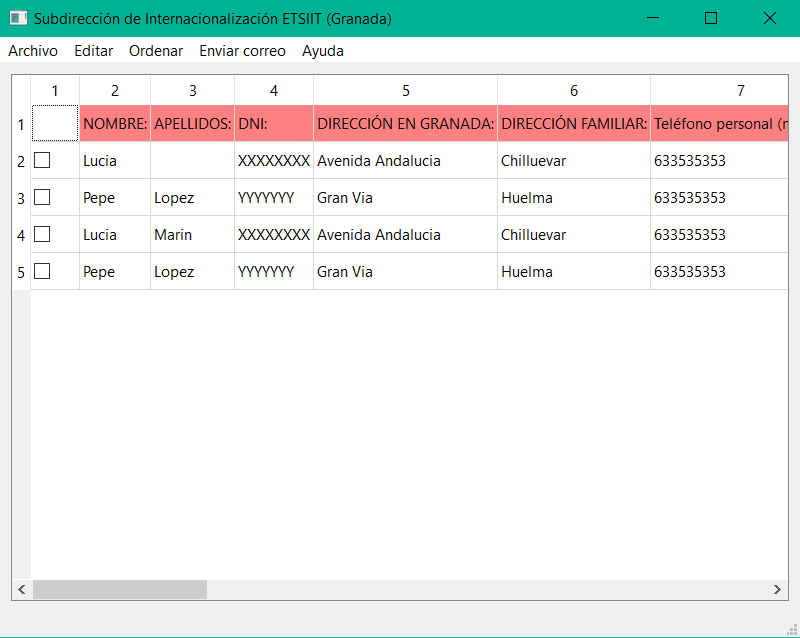 Subdirección de Internacionalización ETSIIT (Granada)
Archivo Editar Ordenar Enviar correo Ayuda
1 2 3 4 5 6 7
1 NOMBRE: APELLIDOS: DNI: DIRECCIÓN EN GRANADA: DIRECCIÓN FAMILIAR: Teléfono personal (
2 Lucia XXXXXXXX Avenida Andalucia Chilluevar 633535353
3 Pepe Lopez YYYYYYY Gran Via Huelma 633535353
4 Lucia Marin XXXXXXXX Avenida Andalucia Chilluevar 633535353
5 Pepe Lopez YYYYYYY Gran Via Huelma 633535353